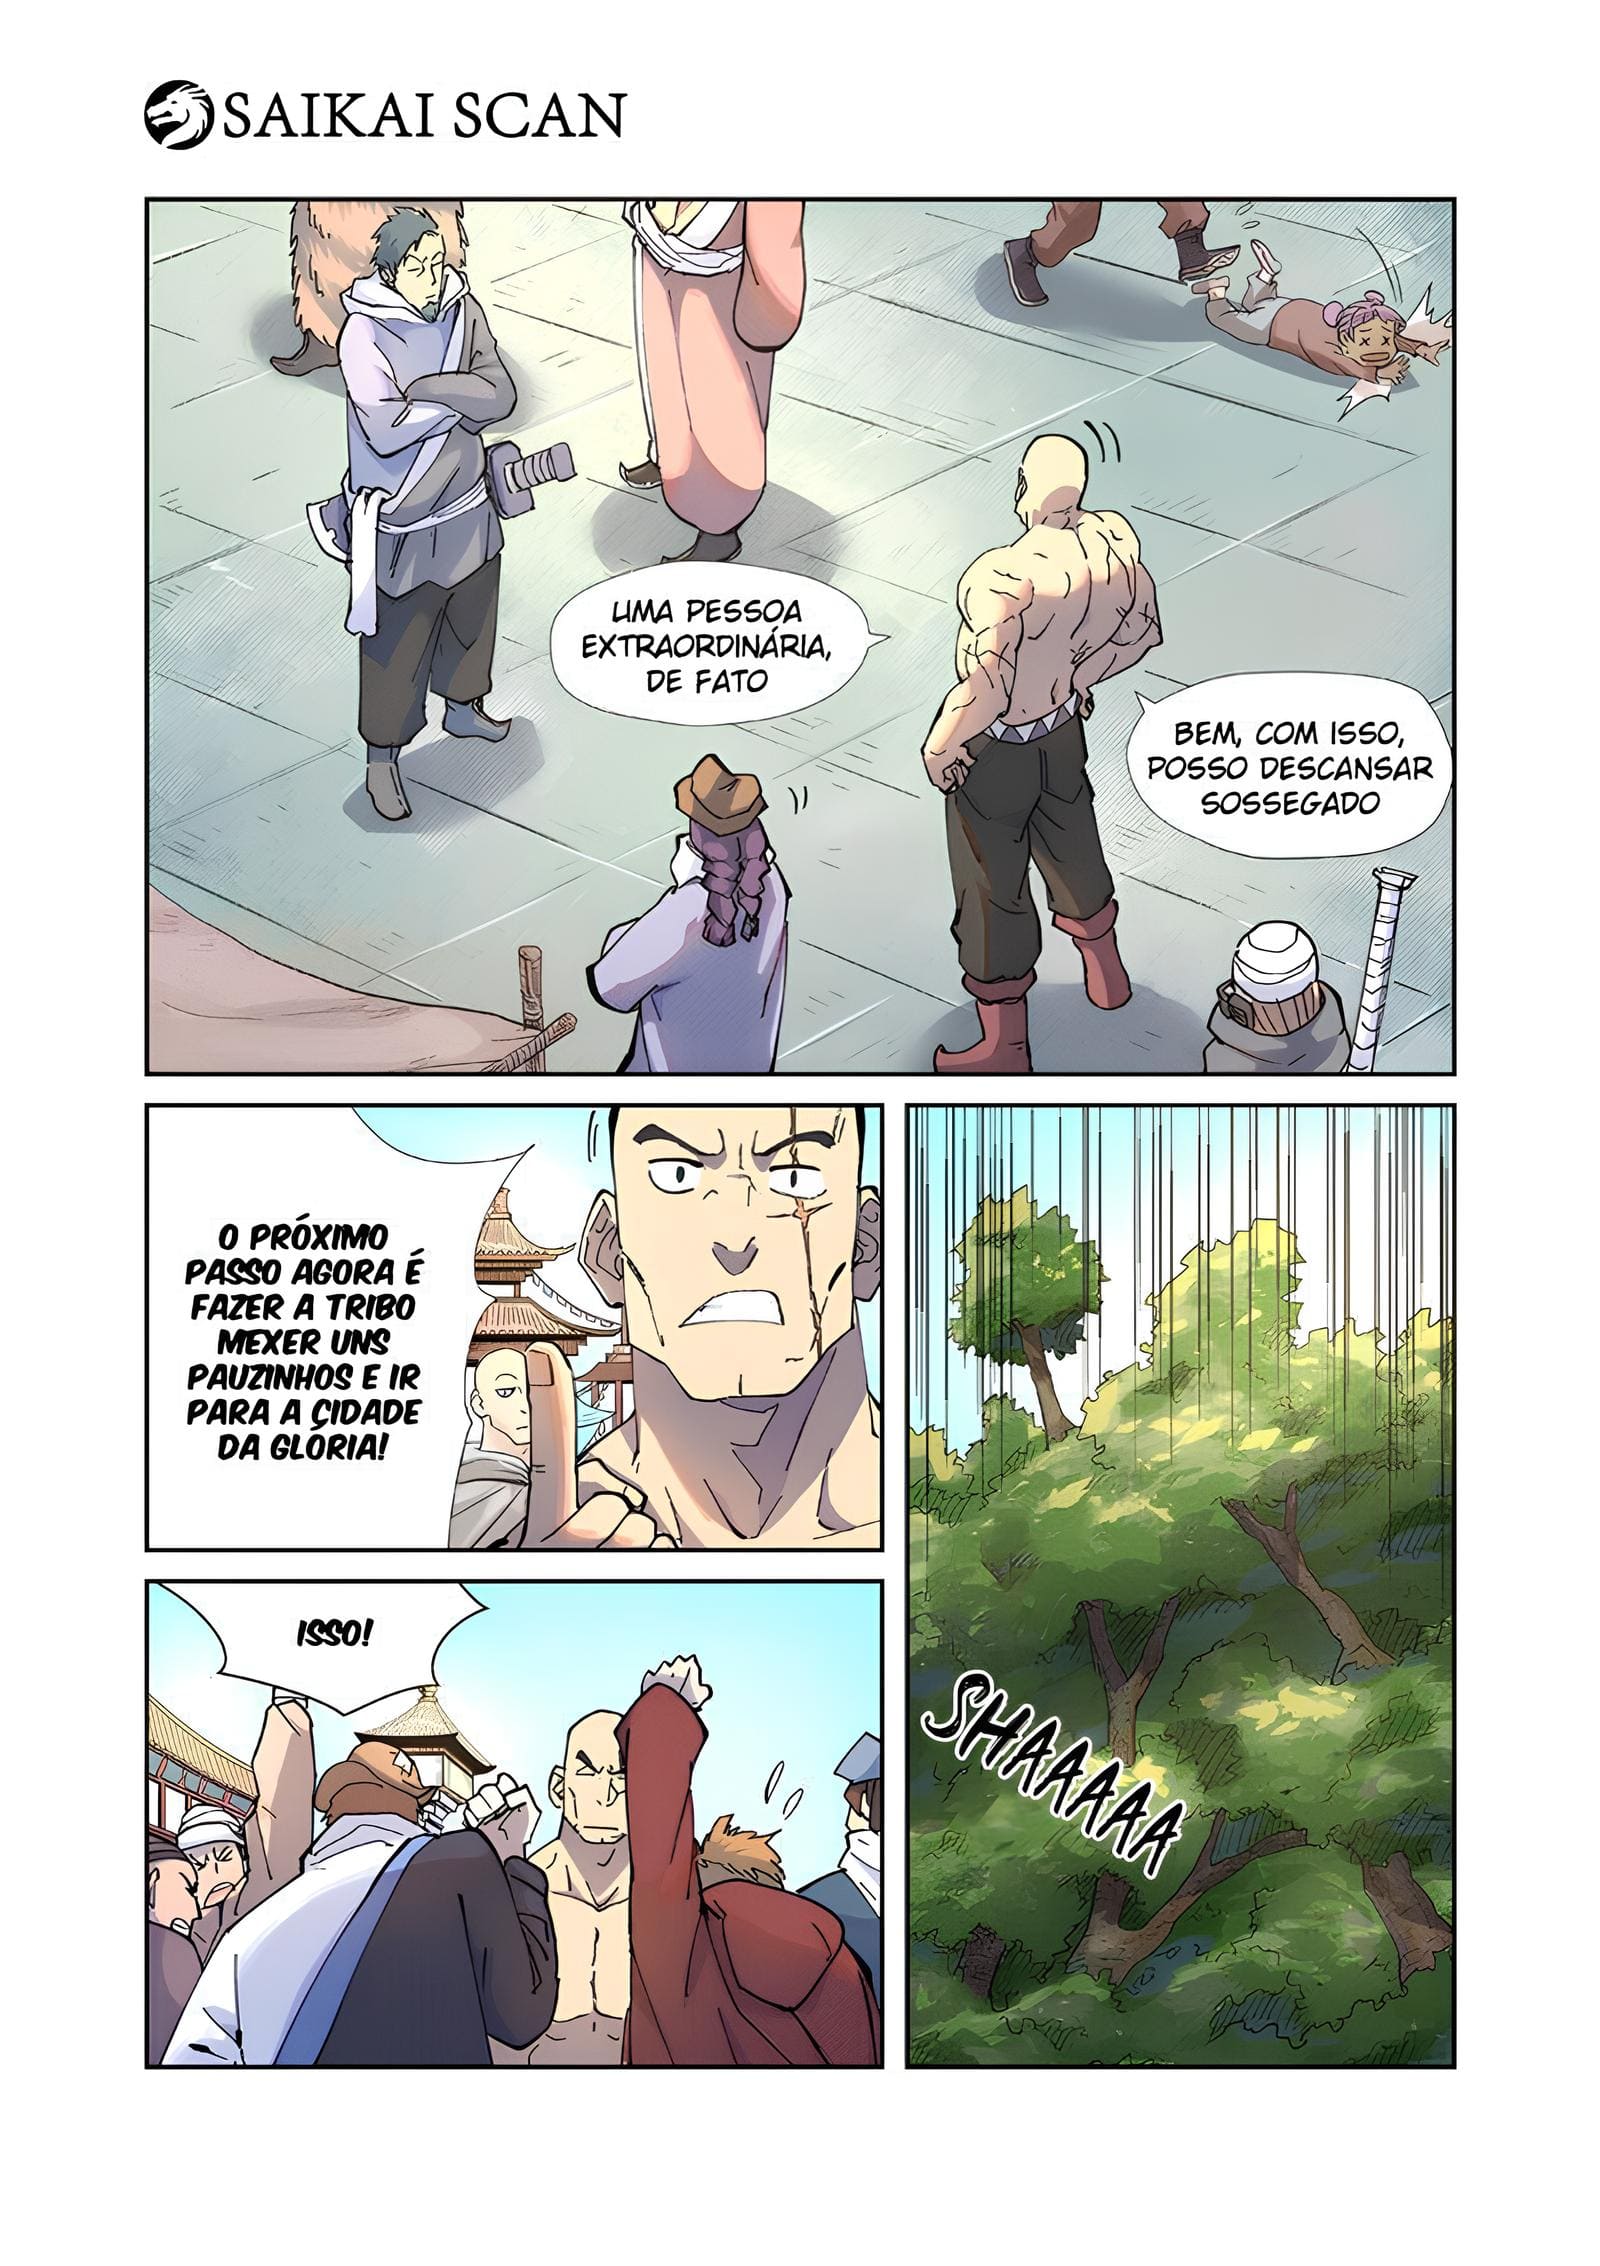 SAIKAI SCAN
UMA PESSOA
EXTRAORDINÁRIA,
DE FATO
BEM, COM ISSO,
POSSO DESCANSAR
SOSSEGADO
O PRÓXIMO
PASSO AGORA É
FAZER A TRIBO
MEXER UNS
PAUZINHOS E IR
PARA A CIDADE
DA GLÓRIA!
ISSO!
SHAAAAAA